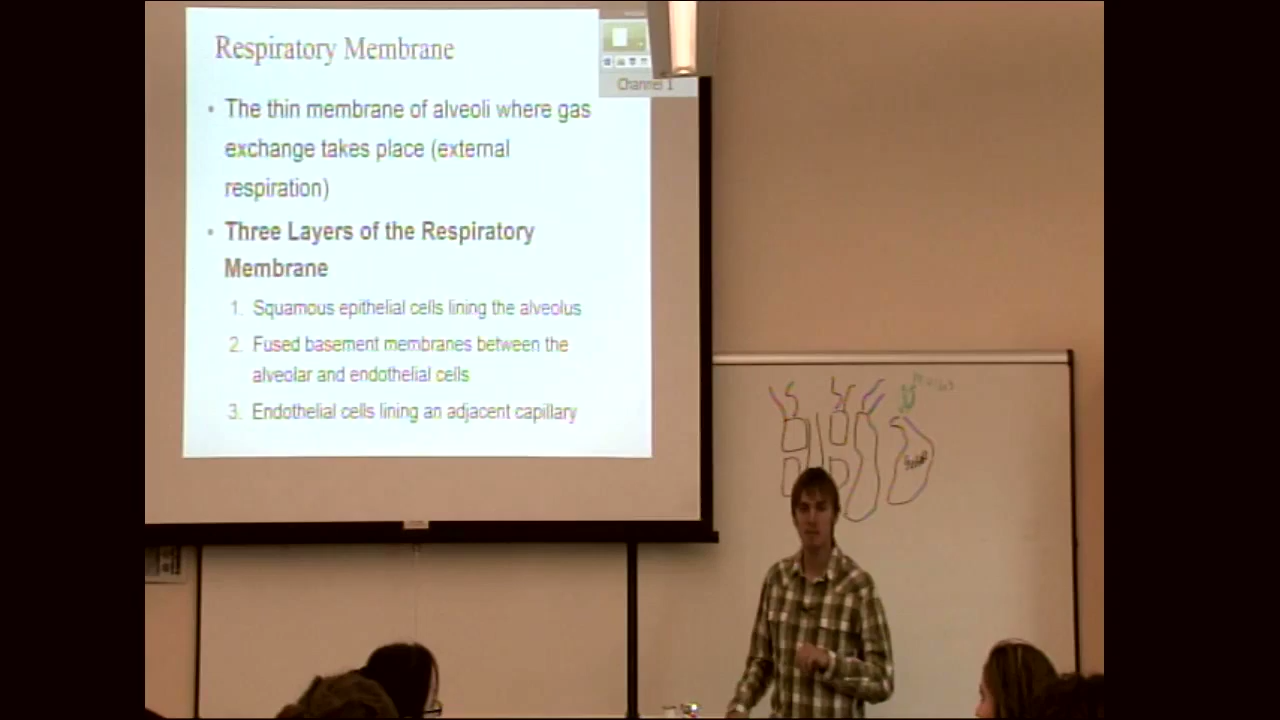 Respiratory Membrane
Channel 1
• The thin membrane of alveoli where gas
exchange takes place (external
respiration)
• Three Layers of the Respiratory
Membrane
1. Squamous epithelial cells lining the alveolus
2. Fused basement membranes between the
alveolar and endothelial cells
3. Endothelial cells lining an adjacent capillary